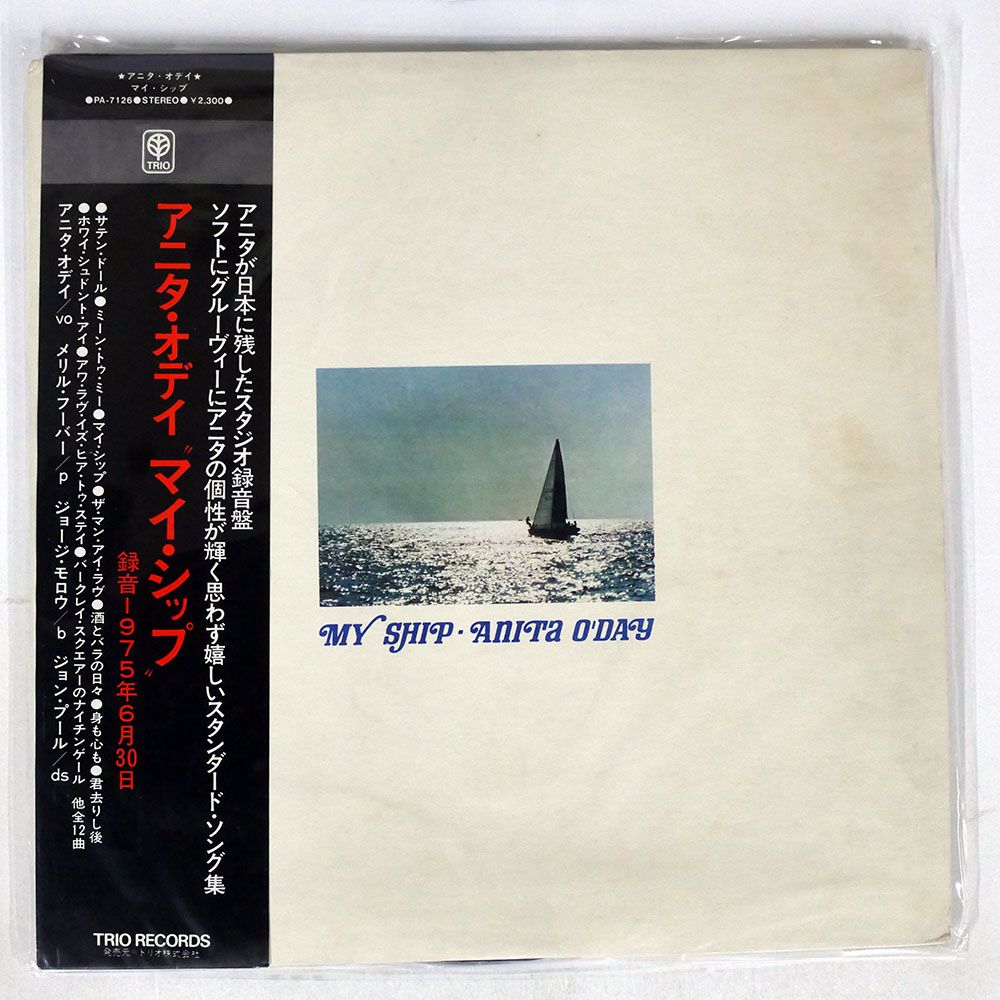 ★アニタ・オデイ★
マイ・シップ
●PA-7126●STEREO●¥2,300●
TRIO
アニタが日本に残したスタジオ録音盤
ソフトにグルーヴィーにアニタの個性が輝く思わず嬉しいスタンダード・ソング集
アニタ・オデイ〝マイ・シップ〟
録音-1975年6月30日
●サテン・ドール●ミーン・トゥ・ミー●マイ・シップ●ザ・マン・アイ・ラヴ●酒とバラの日々●身も心も●君去りし後
●ホワイ・シュドント・アイ●アワ・ラヴ・イズ・ヒア・トゥ・ステイ●バークレイ・スクエアーのナイチンゲール 他全12曲
アニタ・オデイ/vo メリル・フーバー/p ジョージ・モロウ/b ジョン・プール/ds
TRIO RECORDS
発売元=トリオ株式会社
MY SHIP・ANITA O'DAY